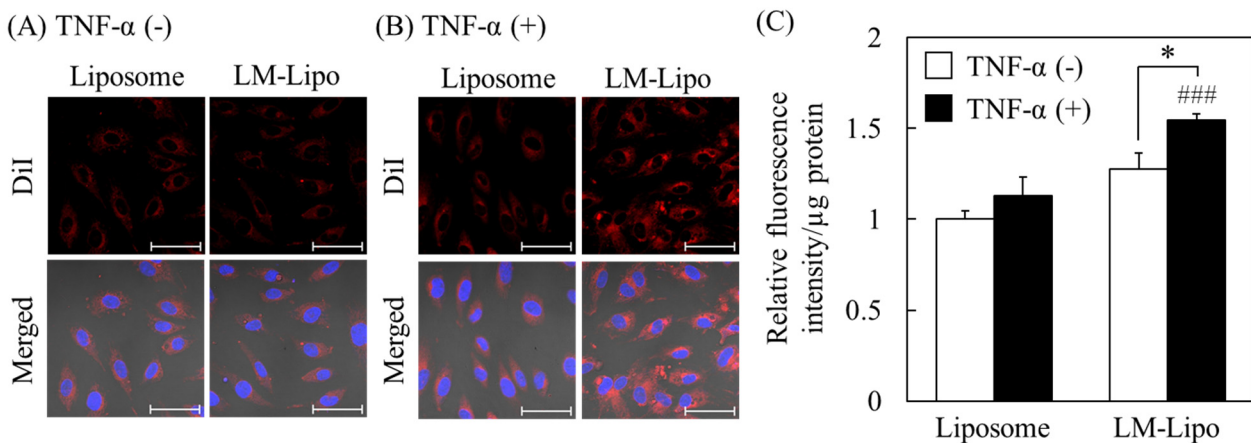 (A) TNF-α (-)
Liposome
LM-Lipo
DiI
Merged
(B) TNF-α (+)
Liposome
LM-Lipo
DiI
Merged
(C)
Relative fluorescence
intensity/μg protein
2
1.5
1
0.5
0
TNF-α (-)
TNF-α (+)
*
###
Liposome
LM-Lipo